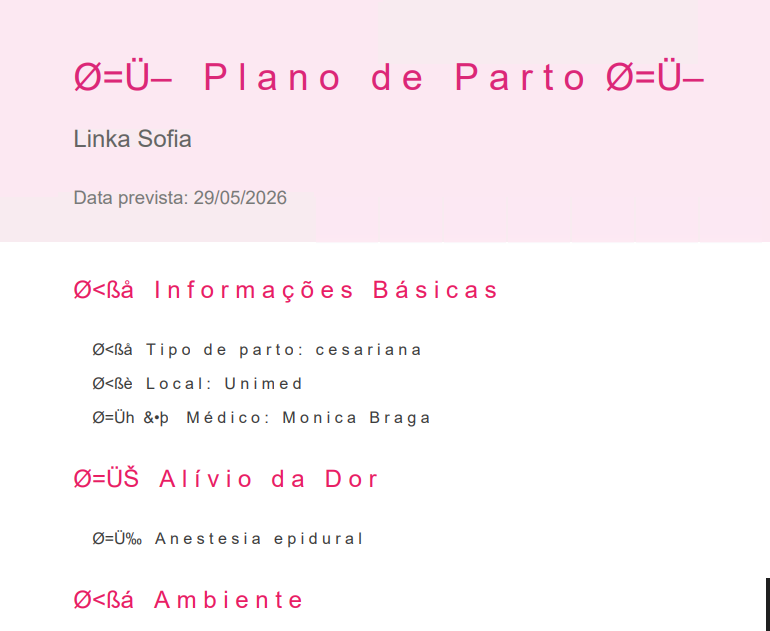 Ø=Ü– Plano de Parto Ø=Ü–
Linka Sofia
Data prevista: 29/05/2026
Ø<ßå Informações Básicas
Ø<ßå Tipo de parto: cesariana
Ø<ßè Local: Unimed
Ø=Üh &•þ Médico: Monica Braga
Ø=ÜŠ Alívio da Dor
Ø=Ü‰ Anestesia epidural
Ø<ßá Ambiente